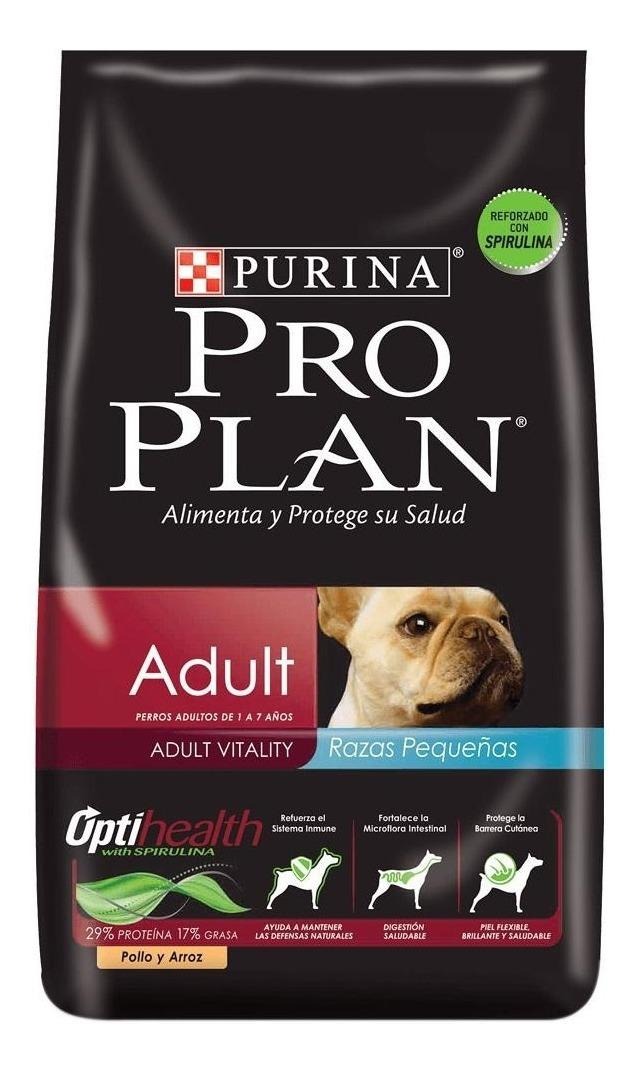 REFORZADO
CON
SPIRULINA
PURINA®
PRO
PLAN®
Alimenta y Protege su Salud
Adult
PERROS ADULTOS DE 1 A 7 AÑOS
ADULT VITALITY
Razas Pequeñas
Optihealth
with SPIRULINA
29% PROTEÍNA 17% GRASA
Pollo y Arroz
Refuerza el
Sistema Inmune
AYUDA A MANTENER
LAS DEFENSAS NATURALES
Fortalece la
Microflora Intestinal
DIGESTIÓN
SALUDABLE
Protege la
Barrera Cutánea
PIEL FLEXIBLE,
BRILLANTE Y SALUDABLE